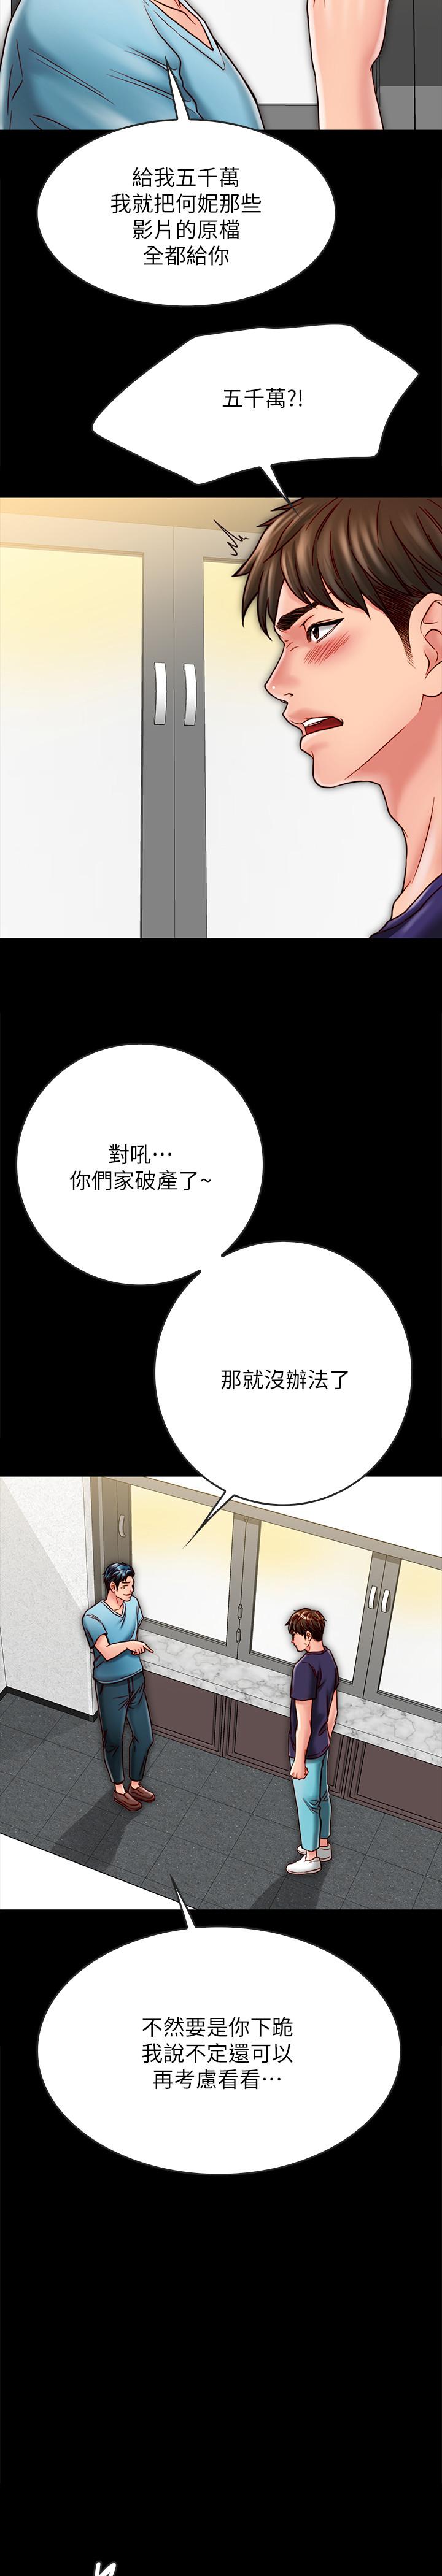 給我五千萬
我就把何妮那些
影片的原檔
全都給你
五千萬?!
對吼⋯
你們家破產了~
那就沒辦法了
不然要是你下跪
我說不定還可以
再考慮看看⋯